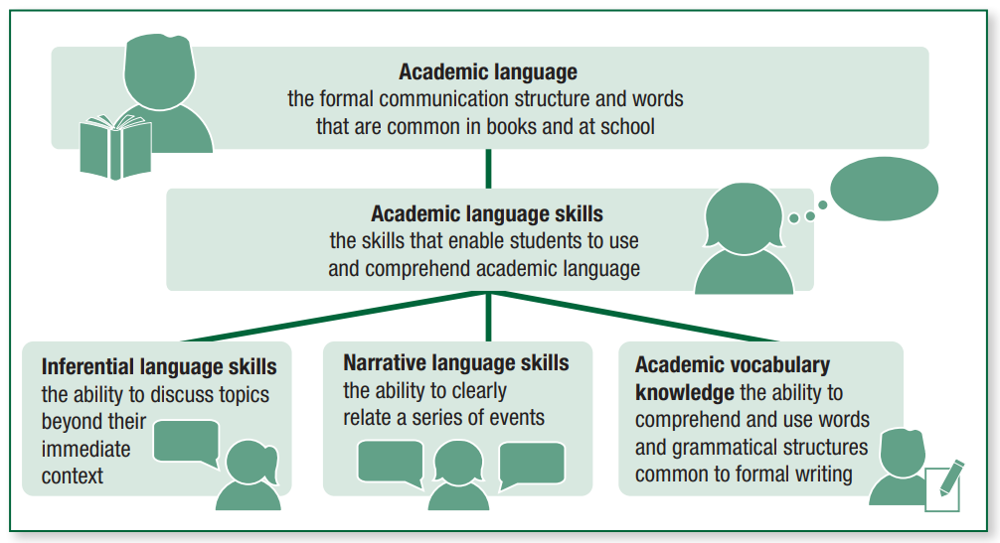 Academic language
the formal communication structure and words
that are common in books and at school
Academic language skills
the skills that enable students to use
and comprehend academic language
Inferential language skills
the ability to discuss topics
beyond their
immediate
context
Narrative language skills
the ability to clearly
relate a series of events
Academic vocabulary
knowledge the ability to
comprehend and use words
and grammatical structures
common to formal writing